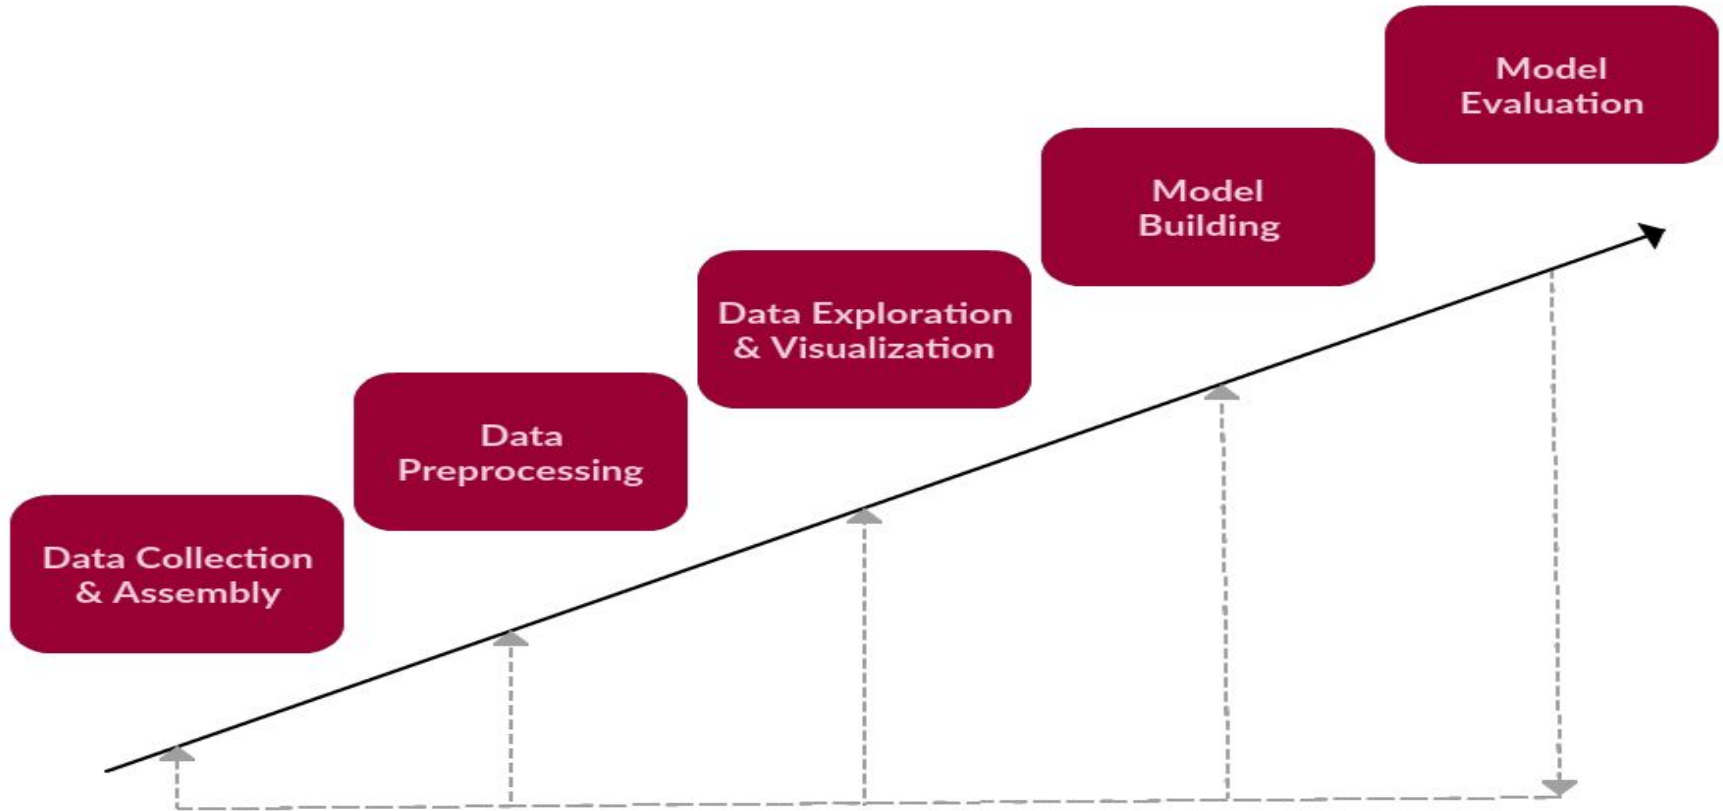 Model
Evaluation
Model
Building
Data Exploration
& Visualization
Data
Preprocessing
Data Collection
& Assembly